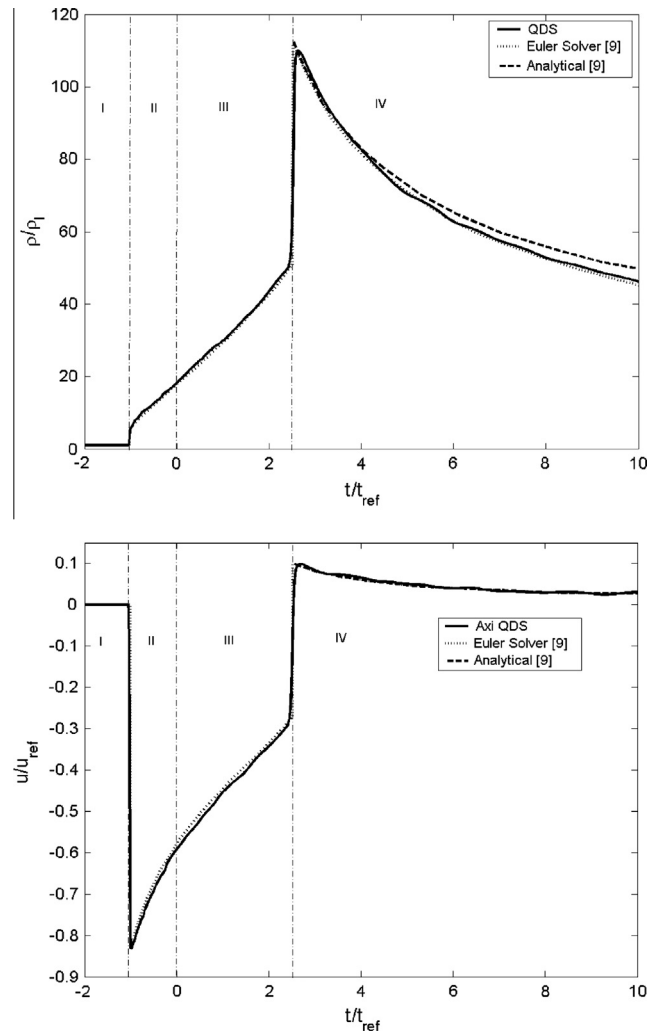 120
100
80
60
40
20
0
ρ/ρI
I
II
III
IV
QDS
Euler Solver [9]
Analytical [9]
-2
0
2
4
6
8
10
t/tref
0.1
0
-0.1
-0.2
-0.3
-0.4
-0.5
-0.6
-0.7
-0.8
-0.9
u/uref
I
II
III
IV
Axi QDS
Euler Solver [9]
Analytical [9]
-2
0
2
4
6
8
10
t/tref